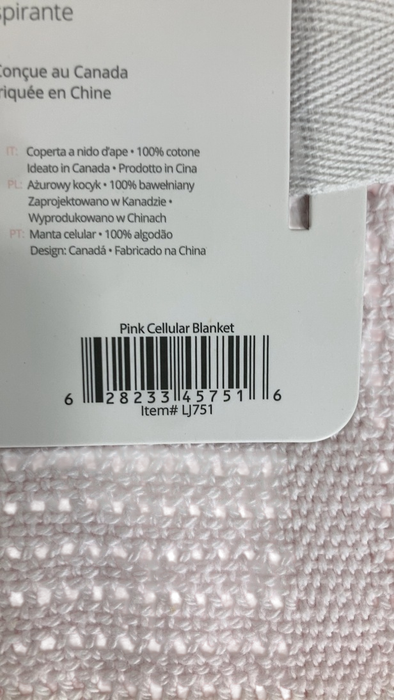 spirante
Conçue au Canada
riquée en Chine
IT: Coperta a nido d'ape • 100% cotone
Ideato in Canada • Prodotto in Cina
PL: Ażurowy kocyk • 100% bawełniany
Zaprojektowano w Kanadzie •
Wyprodukowano w Chinach
PT: Manta celular • 100% algodão
Design: Canadá • Fabricado na China
Pink Cellular Blanket
6 28233 45751 6
Item# LJ751